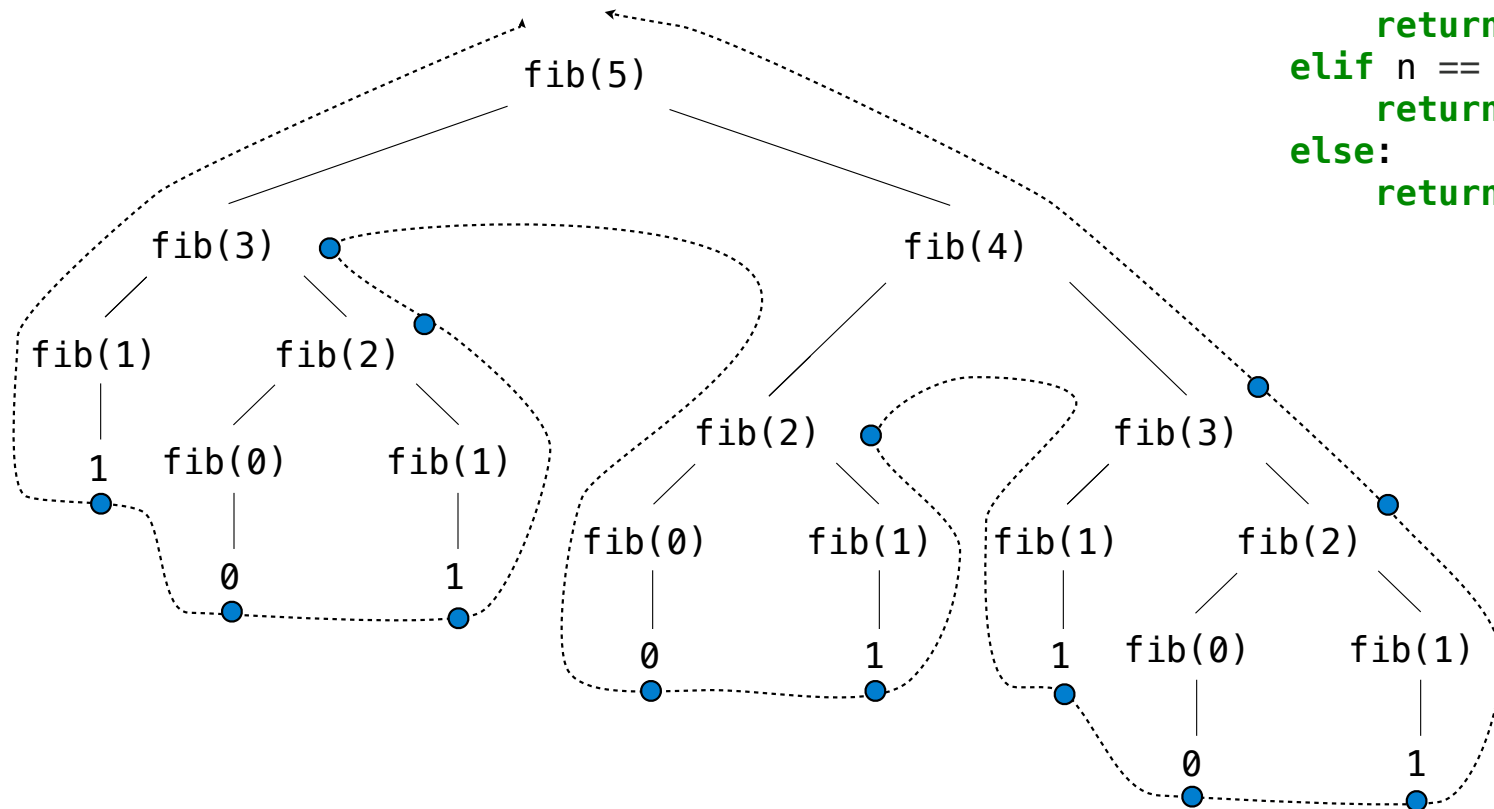 return
elif n ==
return
else:
return
fib(5)
fib(3) fib(4)
fib(1) fib(2)
fib(2) fib(3)
1 fib(0) fib(1)
fib(0) fib(1) fib(1) fib(2)
0 1
0 1 1 fib(0) fib(1)
0 1